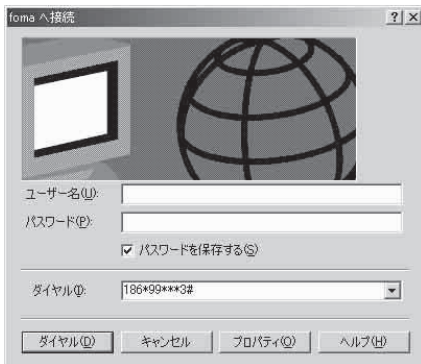 foma へ接続
ユーザー名(U):
パスワード(P):
パスワードを保存する(S)
ダイヤル(I): 186*99***3#
ダイヤル(D) キャンセル プロパティ(O) ヘルプ(H)